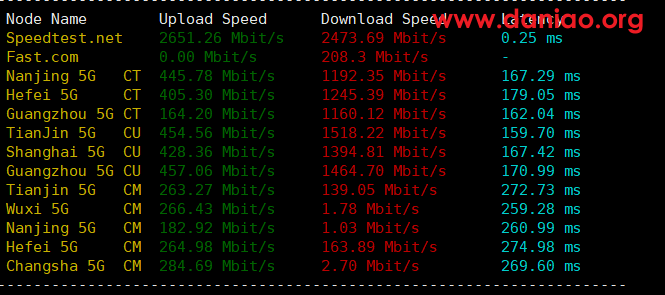 Node Name Upload Speed Download Speed Latency
www.daniao.org
Speedtest.net 2651.26 Mbit/s 2473.69 Mbit/s 0.25 ms
Fast.com 0.00 Mbit/s 208.3 Mbit/s -
Nanjing 5G CT 445.78 Mbit/s 1192.35 Mbit/s 167.29 ms
Hefei 5G CT 405.30 Mbit/s 1245.39 Mbit/s 179.05 ms
Guangzhou 5G CT 164.20 Mbit/s 1160.12 Mbit/s 162.04 ms
TianJin 5G CU 454.56 Mbit/s 1518.22 Mbit/s 159.70 ms
Shanghai 5G CU 428.36 Mbit/s 1394.81 Mbit/s 167.42 ms
Guangzhou 5G CU 457.06 Mbit/s 1464.70 Mbit/s 170.99 ms
Tianjin 5G CM 263.27 Mbit/s 139.05 Mbit/s 272.73 ms
Wuxi 5G CM 266.43 Mbit/s 1.78 Mbit/s 259.28 ms
Nanjing 5G CM 182.92 Mbit/s 1.03 Mbit/s 260.99 ms
Hefei 5G CM 264.98 Mbit/s 163.89 Mbit/s 274.98 ms
Changsha 5G CM 284.69 Mbit/s 2.70 Mbit/s 269.60 ms